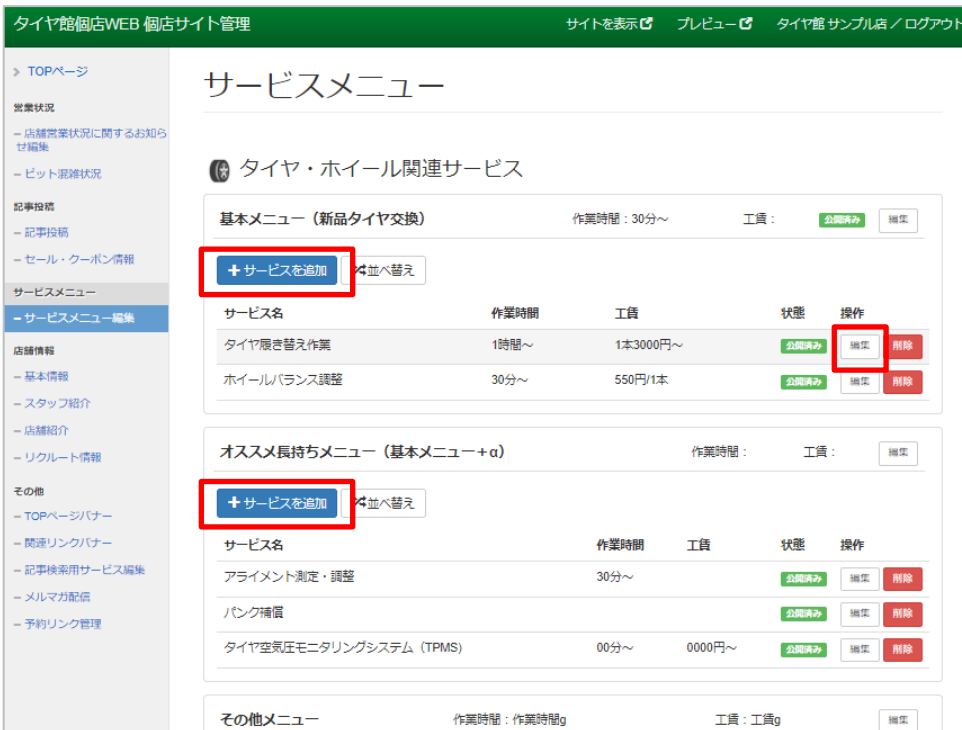 タイヤ館個店WEB 個店サイト管理
サイトを表示 プレビュー タイヤ館 サンプル店 / ログアウト
TOPページ
営業状況
– 店舗営業状況に関するお知ら
せ編集
– ピット混雑状況
記事投稿
– 記事投稿
– セール・クーポン情報
サービスメニュー
– サービスメニュー編集
店舗情報
– 基本情報
– スタッフ紹介
– 店舗紹介
– リクルート情報
その他
– TOPページバナー
– 関連リンクバナー
– 記事検索用サービス編集
– メルマガ配信
– 予約リンク管理
サービスメニュー
タイヤ・ホイール関連サービス
基本メニュー(新品タイヤ交換) 作業時間:30分～ 工賃: 公開済み 編集
+サービスを追加 並べ替え
サービス名 作業時間 工賃 状態 操作
タイヤ履き替え作業 1時間～ 1本3000円～ 公開済み 編集 削除
ホイールバランス調整 30分～ 550円/1本 公開済み 編集 削除
オススメ長持ちメニュー(基本メニュー+α) 作業時間: 工賃: 編集
+サービスを追加 並べ替え
サービス名 作業時間 工賃 状態 操作
アライメント測定・調整 30分～ 公開済み 編集 削除
パンク補償 公開済み 編集 削除
タイヤ空気圧モニタリングシステム(TPMS) 00分～ 0000円～ 公開済み 編集 削除
その他メニュー 作業時間:作業時間g 工賃:工賃g 編集